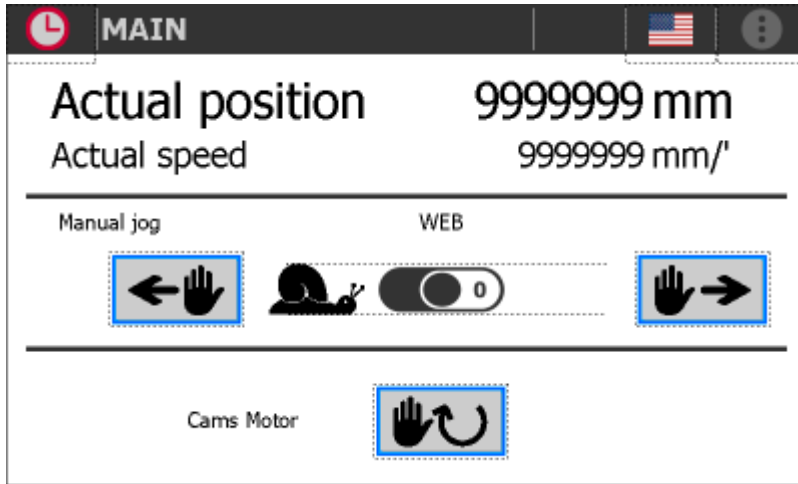 MAIN
Actual position 9999999 mm
Actual speed 9999999 mm/'
Manual jog WEB
0
Cams Motor